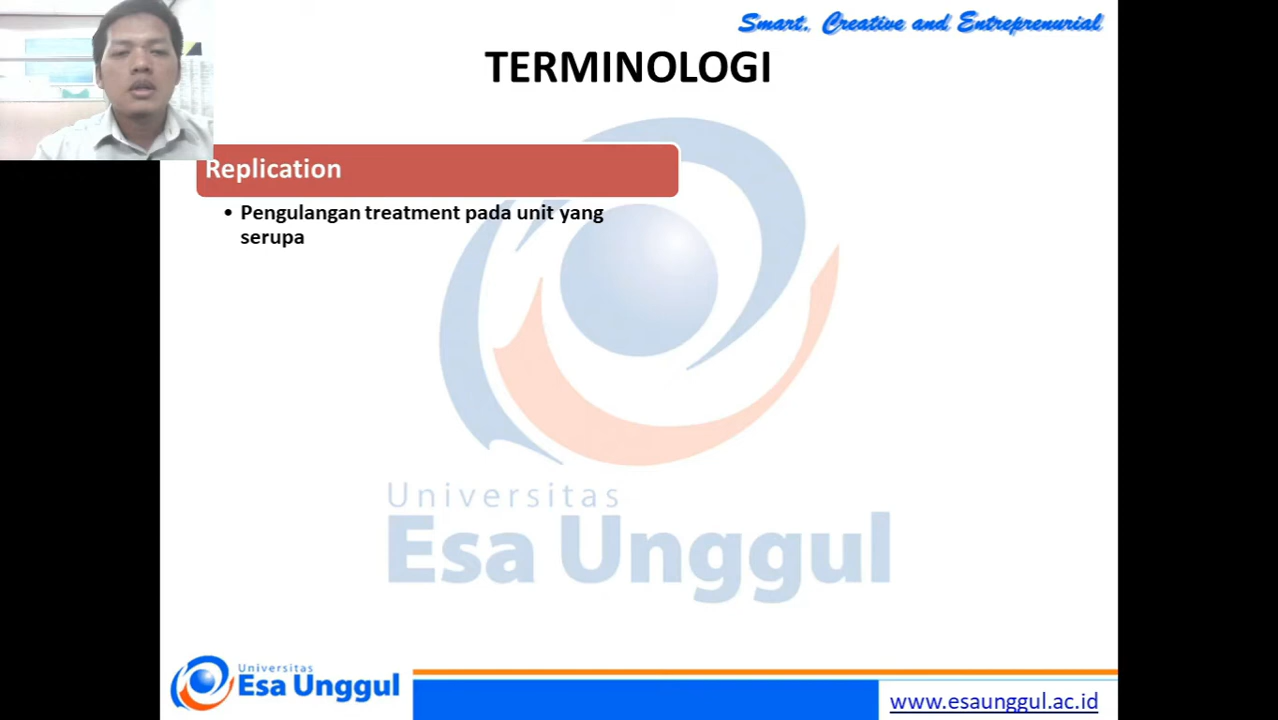 Smart, Creative and Entreprenurial
TERMINOLOGI
Replication
• Pengulangan treatment pada unit yang
serupa
Universitas
Esa Unggul
Universitas
Esa Unggul
www.esaunggul.ac.id